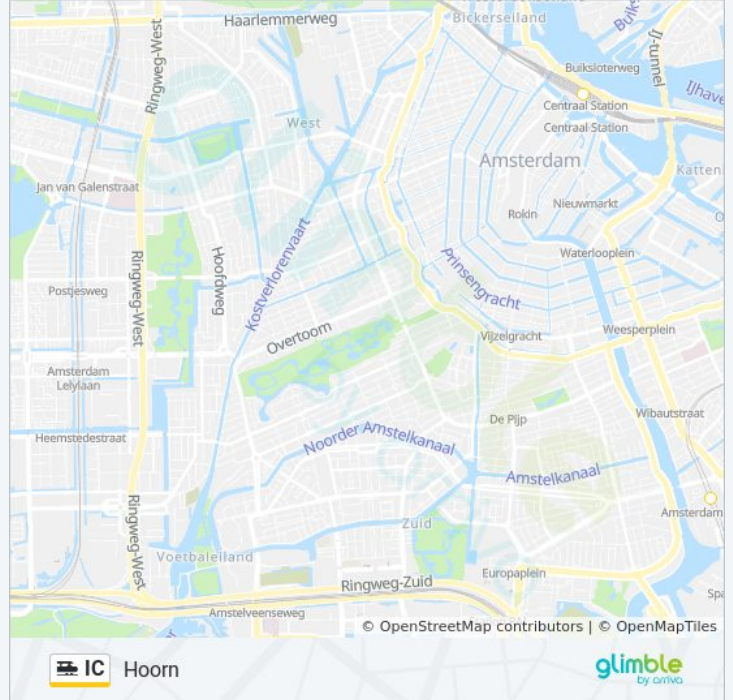 Haarlemmerweg
Bickerseiland
Buiks
IJ-tunnel
Ringweg-West
Buiksloterweg
IJhave
Centraal Station
West
Centraal Station
Amsterdam
Katten
Jan van Galenstraat
Nieuwmarkt
Rokin
O
Kostverlorenvaart
Hoofdweg
Waterlooplein
Ringweg-West
Prinsengracht
Postjesweg
Overtoom
Vijzelgracht
Weesperplein
Amsterdam
Lelylaan
Wibautstraat
De Pijp
Heemstedestraat
Noorder Amstelkanaal
Amstelkanaal
Ringweg-West
Amsterdam
Zuid
Voetbaleiland
Europaplein
Ringweg-Zuid
Spa
Amstelveenseweg
© OpenStreetMap contributors | © OpenMapTiles
IC Hoorn
glimble
by arriva